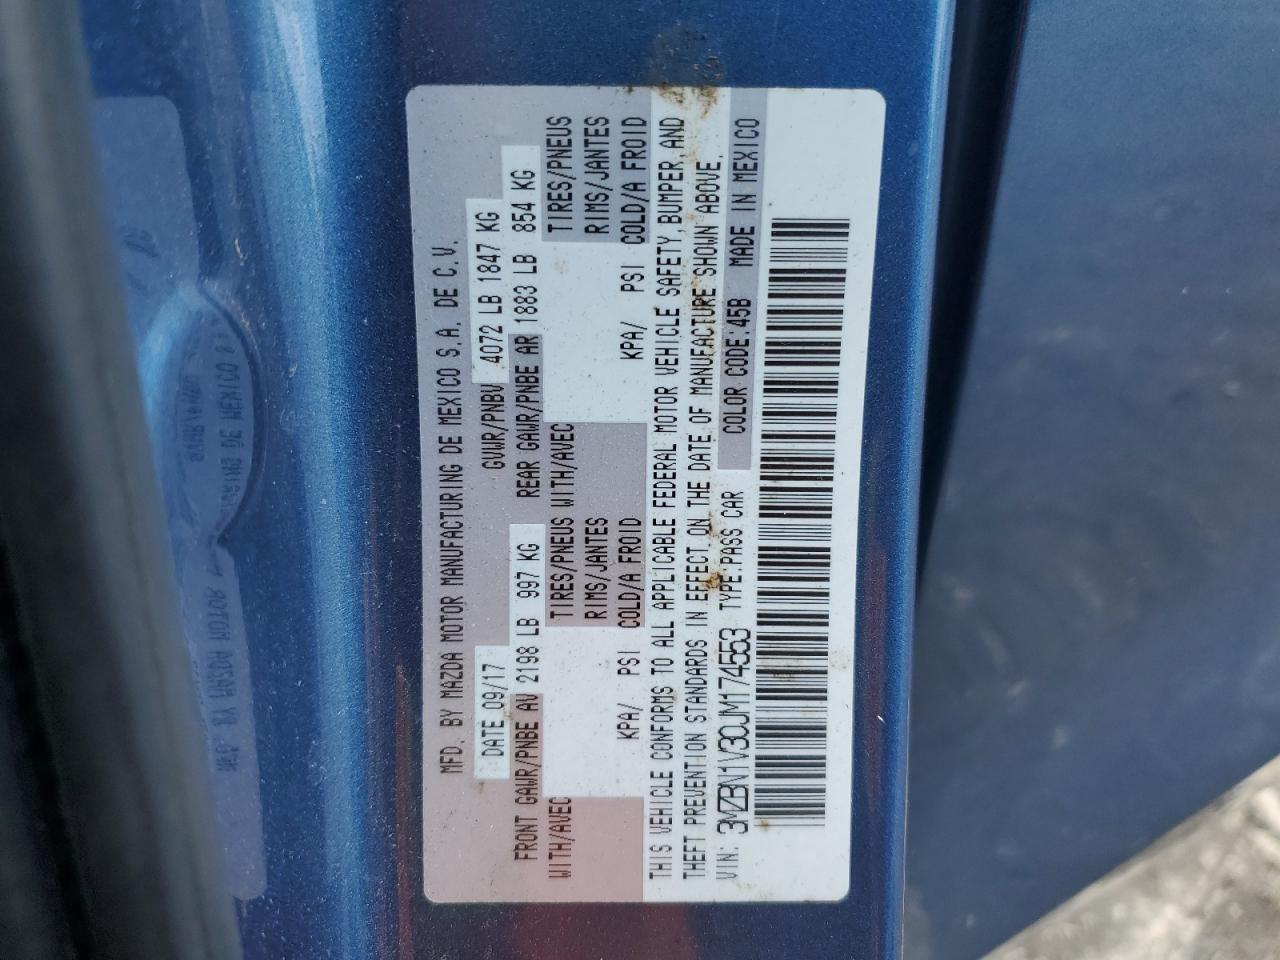 MFD. BY MAZDA MOTOR MANUFACTURING DE MEXICO S.A. DE C.V.
DATE 09/17 GVWR/PNBV 4072 LB 1847 KG
FRONT GAWR/PNBE AV 2198 LB 997 KG REAR GAWR/PNBE AR 1883 LB 854 KG
WITH/AVEC TIRES/PNEUS WITH/AVEC TIRES/PNEUS
RIMS/JANTES RIMS/JANTES
KPA/ PSI COLD/A FROID KPA/ PSI COLD/A FROID
THIS VEHICLE CONFORMS TO ALL APPLICABLE FEDERAL MOTOR VEHICLE SAFETY, BUMPER, AND
THEFT PREVENTION STANDARDS IN EFFECT ON THE DATE OF MANUFACTURE SHOWN ABOVE.
VIN: 3MZBN1V30JM174553 TYPE:PASS CAR COLOR CODE:45B MADE IN MEXICO